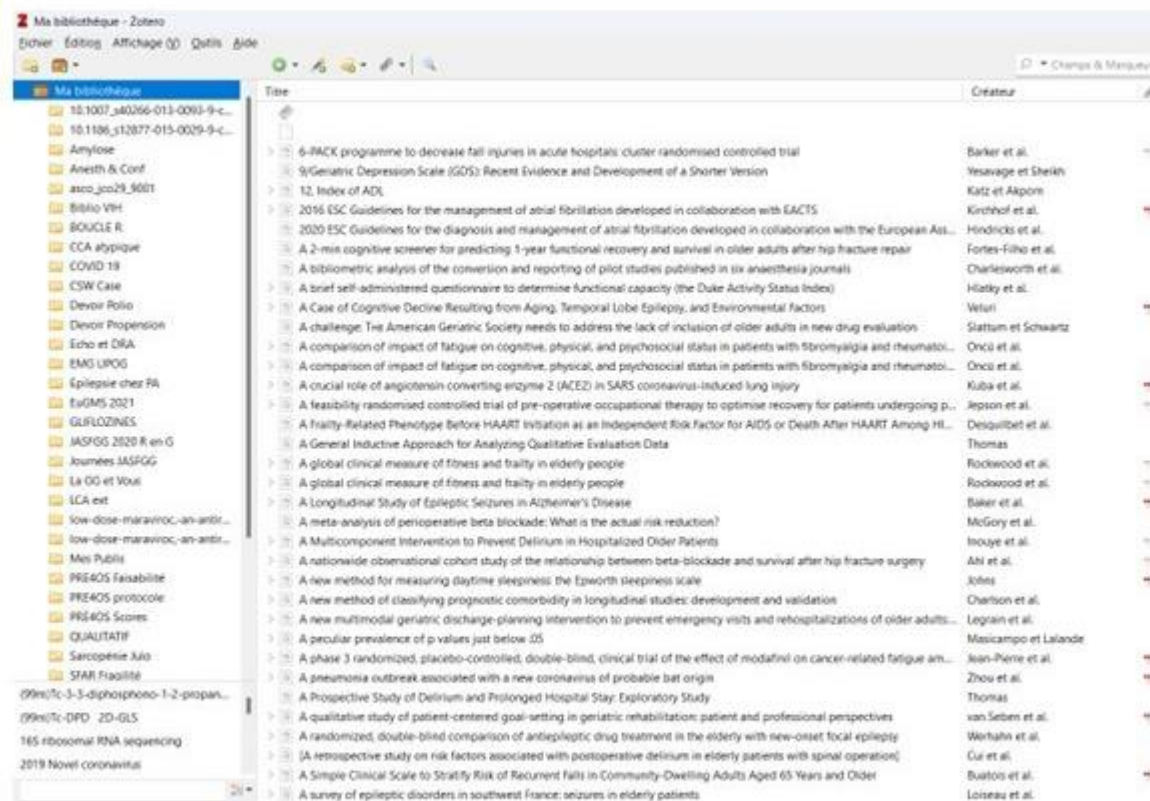 Ma bibliothèque - Zotero
Fichier Édition Affichage (V) Outils Aide
Champs & Marqueu
Ma bibliothèque
10.1007_s40266-013-0093-9-c...
10.1186_s12877-015-0029-9-c...
Amylose
Anesth & Conf
asco_jco29_9001
Biblio VIH
BOUCLE R
CCA atypique
COVID 19
CSW Case
Devoir Polio
Devoir Propension
Echo et DRA
EMG UPOG
Epilepsie chez PA
EuGMS 2021
GLIFLOZINES
JASFGG 2020 R en G
Journées JASFGG
La GG et Vous
LCA ext
low-dose-maraviroc,-an-antir...
low-dose-maraviroc,-an-antir...
Mes Publis
PRE4OS Faisabilité
PRE4OS protocole
PRE4OS Scores
QUALITATIF
Sarcopénie Julo
SFAR Fragilité
(99m)Tc-3-3-diphosphono-1-2-propan...
(99m)Tc-DPD 2D-GLS
16S ribosomal RNA sequencing
2019 Novel coronavirus
Titre Créateur
6-PACK programme to decrease fall injuries in acute hospitals: cluster randomised controlled trial Barker et al.
9/Geriatric Depression Scale (GDS): Recent Evidence and Development of a Shorter Version Yesavage et Sheikh
12. Index of ADL Katz et Akpom
2016 ESC Guidelines for the management of atrial fibrillation developed in collaboration with EACTS Kirchhof et al.
2020 ESC Guidelines for the diagnosis and management of atrial fibrillation developed in collaboration with the European Ass... Hindricks et al.
A 2-min cognitive screener for predicting 1-year functional recovery and survival in older adults after hip fracture repair Fortes-Filho et al.
A bibliometric analysis of the conversion and reporting of pilot studies published in six anaesthesia journals Charlesworth et al.
A brief self-administered questionnaire to determine functional capacity (the Duke Activity Status Index) Hlatky et al.
A Case of Cognitive Decline Resulting from Aging, Temporal Lobe Epilepsy, and Environmental Factors Veturi
A challenge: The American Geriatric Society needs to address the lack of inclusion of older adults in new drug evaluation Slattum et Schwartz
A comparison of impact of fatigue on cognitive, physical, and psychosocial status in patients with fibromyalgia and rheumatoi... Oncü et al.
A comparison of impact of fatigue on cognitive, physical, and psychosocial status in patients with fibromyalgia and rheumatoi... Oncü et al.
A crucial role of angiotensin converting enzyme 2 (ACE2) in SARS coronavirus-induced lung injury Kuba et al.
A feasibility randomised controlled trial of pre-operative occupational therapy to optimise recovery for patients undergoing p... Jepson et al.
A Frailty-Related Phenotype Before HAART Initiation as an Independent Risk Factor for AIDS or Death After HAART Among HI... Desquilbet et al.
A General Inductive Approach for Analyzing Qualitative Evaluation Data Thomas
A global clinical measure of fitness and frailty in elderly people Rockwood et al.
A global clinical measure of fitness and frailty in elderly people Rockwood et al.
A Longitudinal Study of Epileptic Seizures in Alzheimer's Disease Baker et al.
A meta-analysis of perioperative beta blockade: What is the actual risk reduction? McGory et al.
A Multicomponent Intervention to Prevent Delirium in Hospitalized Older Patients Inouye et al.
A nationwide observational cohort study of the relationship between beta-blockade and survival after hip fracture surgery Ahl et al.
A new method for measuring daytime sleepiness: the Epworth sleepiness scale Johns
A new method of classifying prognostic comorbidity in longitudinal studies: development and validation Charlson et al.
A new multimodal geriatric discharge-planning intervention to prevent emergency visits and rehospitalizations of older adults... Legrain et al.
A peculiar prevalence of p values just below .05 Masicampo et Lalande
A phase 3 randomized, placebo-controlled, double-blind, clinical trial of the effect of modafinil on cancer-related fatigue am... Jean-Pierre et al.
A pneumonia outbreak associated with a new coronavirus of probable bat origin Zhou et al.
A Prospective Study of Delirium and Prolonged Hospital Stay: Exploratory Study Thomas
A qualitative study of patient-centered goal-setting in geriatric rehabilitation: patient and professional perspectives van Seben et al.
A randomized, double-blind comparison of antiepileptic drug treatment in the elderly with new-onset focal epilepsy Werhahn et al.
[A retrospective study on risk factors associated with postoperative delirium in elderly patients with spinal operation] Cui et al.
A Simple Clinical Scale to Stratify Risk of Recurrent Falls in Community-Dwelling Adults Aged 65 Years and Older Buatois et al.
A survey of epileptic disorders in southwest France: seizures in elderly patients Loiseau et al.